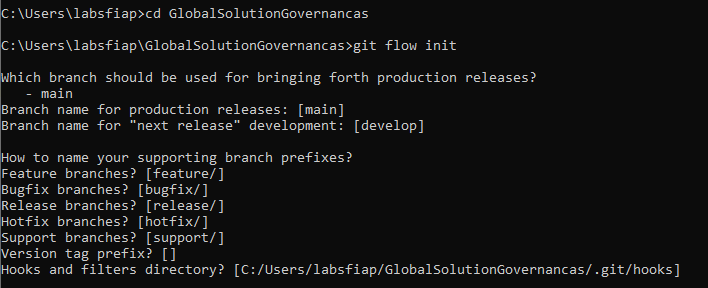 C:\Users\labsfiap>cd GlobalSolutionGovernancas
C:\Users\labsfiap\GlobalSolutionGovernancas>git flow init
Which branch should be used for bringing forth production releases?
   - main
Branch name for production releases: [main]
Branch name for "next release" development: [develop]
How to name your supporting branch prefixes?
Feature branches? [feature/]
Bugfix branches? [bugfix/]
Release branches? [release/]
Hotfix branches? [hotfix/]
Support branches? [support/]
Version tag prefix? []
Hooks and filters directory? [C:/Users/labsfiap/GlobalSolutionGovernancas/.git/hooks]